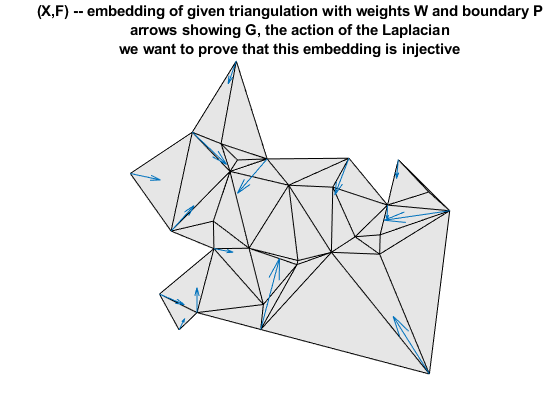 (X,F) -- embedding of given triangulation with weights W and boundary P
arrows showing G, the action of the Laplacian
we want to prove that this embedding is injective